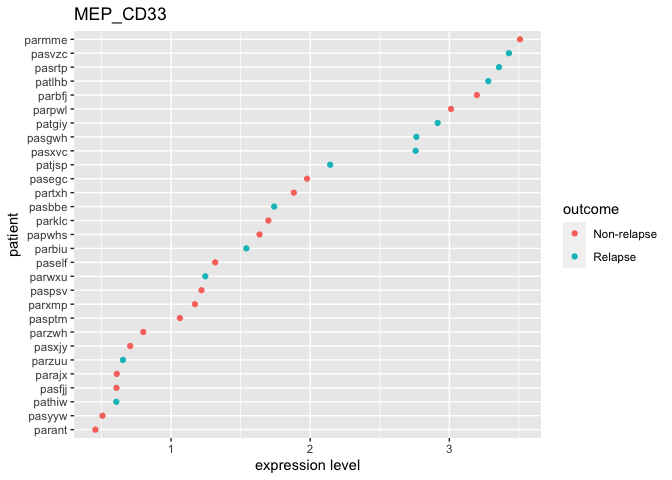 MEP_CD33
parmme
pasvzc
pasrtp
patlhb
parbfj
parpwl
patgiy
pasgwh
pasxvc
patjsp
pasegc
partxh
pasbbe
parklc
papwhs
parbiu
paself
parwxu
paspsv
parxmp
pasptm
parzwh
pasxjy
parzuu
parajx
pasfjj
pathiw
pasyyw
parant
patient
1 2 3
expression level
outcome
Non-relapse
Relapse